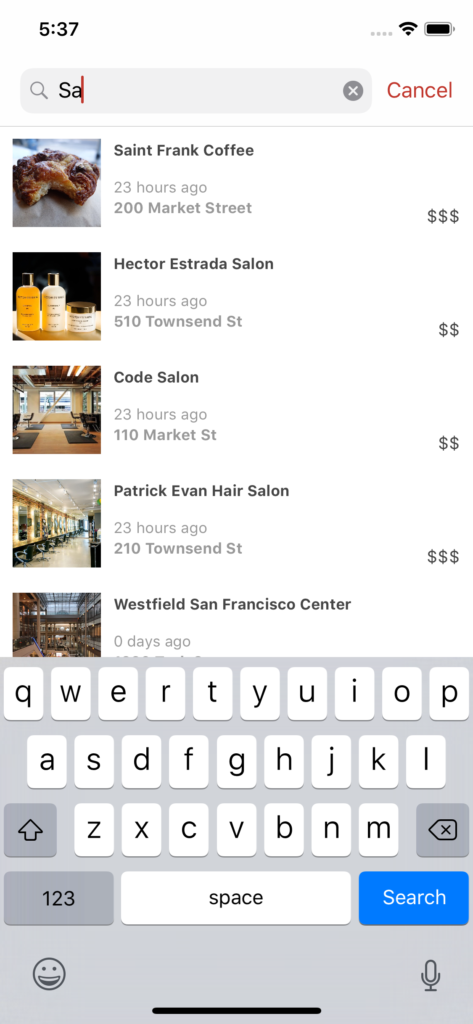 5:37
Sa
Cancel
Saint Frank Coffee
23 hours ago
200 Market Street
$$$
Hector Estrada Salon
23 hours ago
510 Townsend St
$$
Code Salon
23 hours ago
110 Market St
$$
Patrick Evan Hair Salon
23 hours ago
210 Townsend St
$$$
Westfield San Francisco Center
0 days ago
q w e r t y u i o p
a s d f g h j k l
z x c v b n m
123 space Search